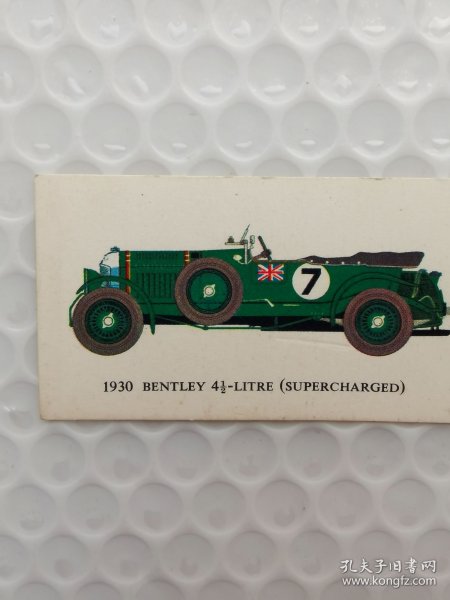 7
1930 BENTLEY 4½-LITRE (SUPERCHARGED)
孔夫子旧书网
www.kongfz.com